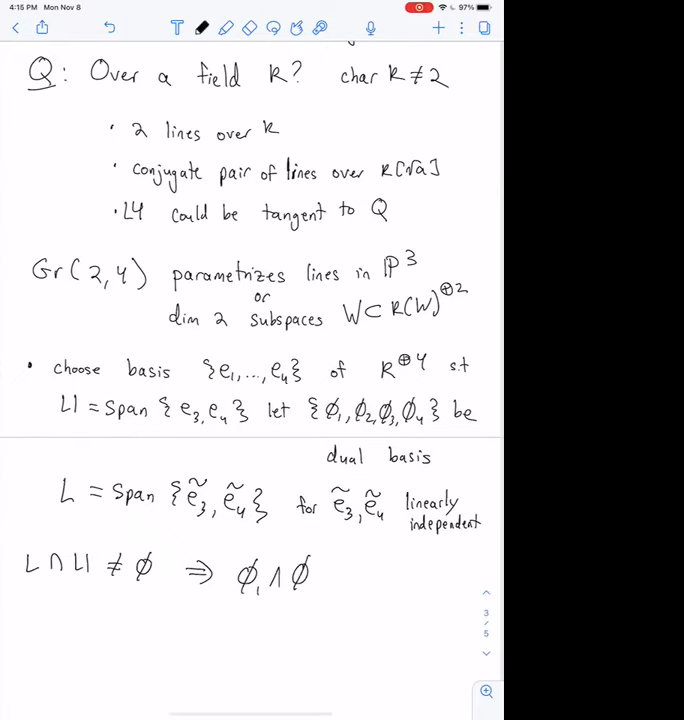 4:15 PM Mon Nov 8
97%
Q: Over a field k? char k ≠ 2
· 2 lines over k
· conjugate pair of lines over k[√a]
· L4 could be tangent to Q
Gr(2,4) parametrizes lines in ℙ³
or
dim 2 subspaces W ⊂ k(W)^⊕2
· choose basis {e₁,...,e₄} of k^⊕4 s.t
L1 = Span {e₃,e₄} let {φ₁,φ₂,φ₃,φ₄} be
dual basis
L = Span {ẽ₃,ẽ₄} for ẽ₃,ẽ₄ linearly
independent
L ∩ L1 ≠ ∅ ⇒ φ₁ ∧ φ
3
/
5